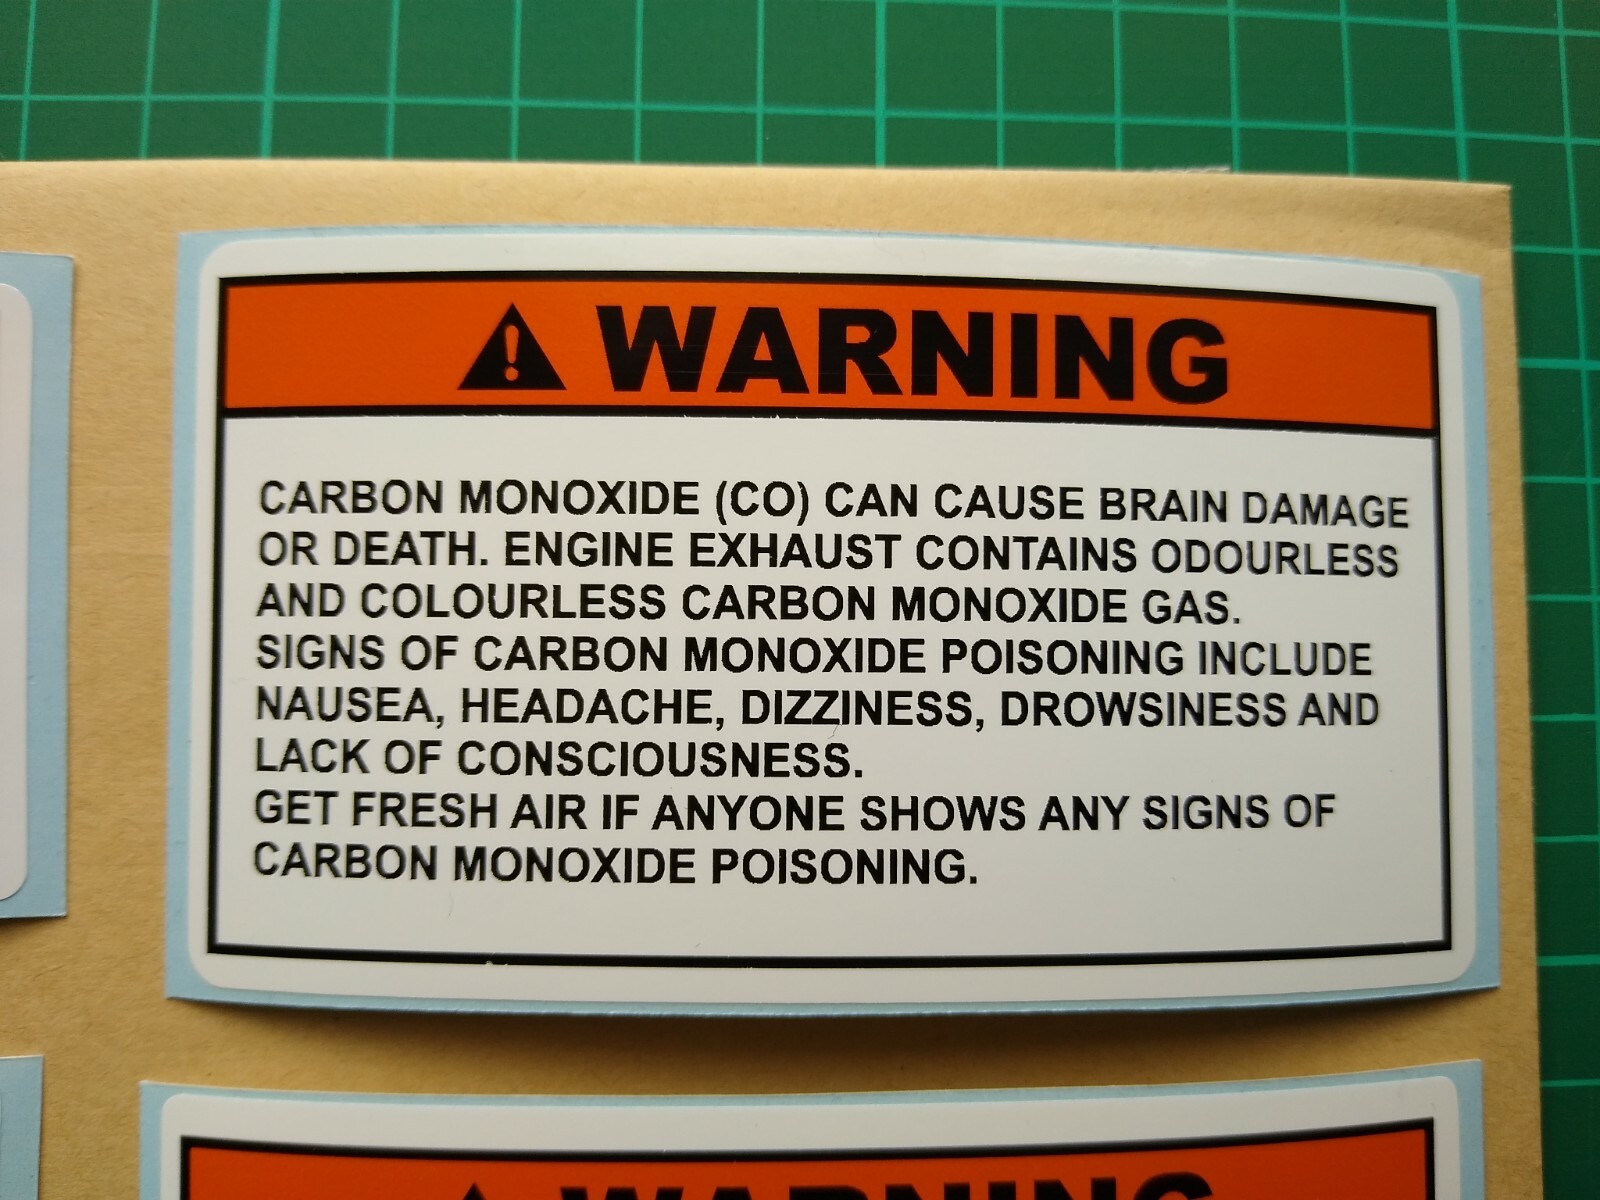 WARNING
CARBON MONOXIDE (CO) CAN CAUSE BRAIN DAMAGE
OR DEATH. ENGINE EXHAUST CONTAINS ODOURLESS
AND COLOURLESS CARBON MONOXIDE GAS.
SIGNS OF CARBON MONOXIDE POISONING INCLUDE
NAUSEA, HEADACHE, DIZZINESS, DROWSINESS AND
LACK OF CONSCIOUSNESS.
GET FRESH AIR IF ANYONE SHOWS ANY SIGNS OF
CARBON MONOXIDE POISONING.
WARNING